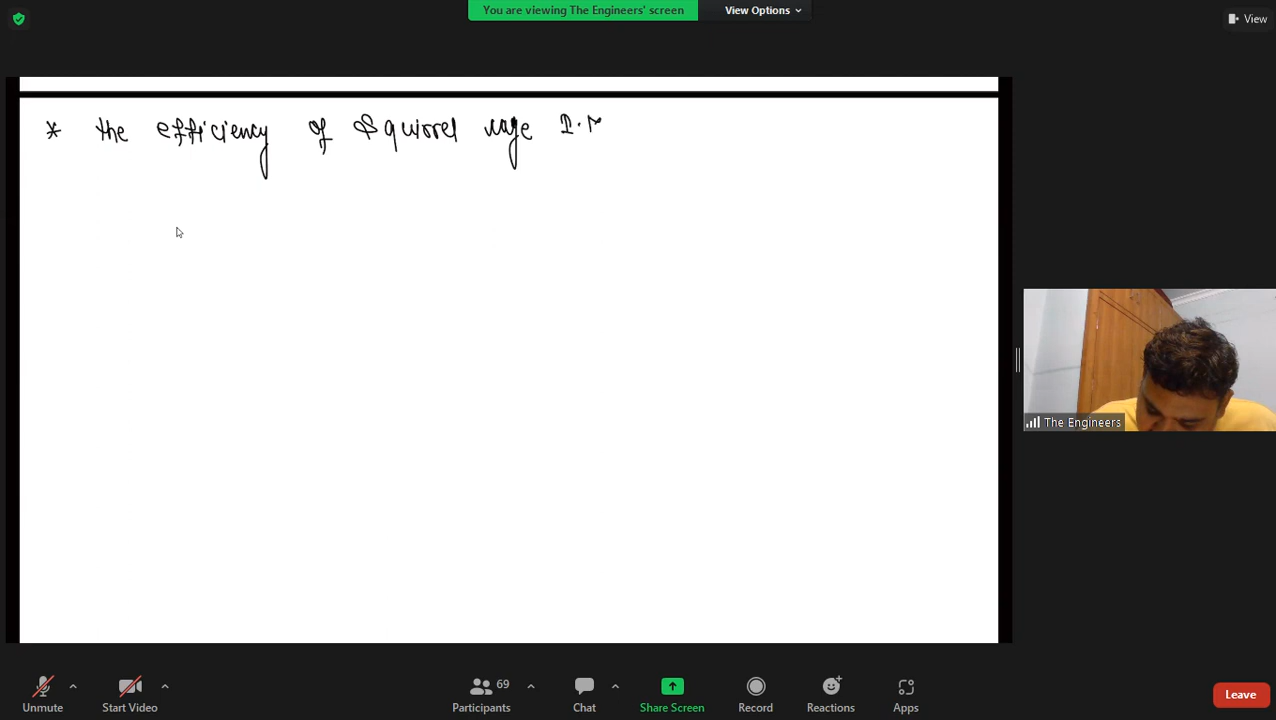 You are viewing The Engineers' screen
View Options
View
* the efficiency of Squirrel cage I.M
The Engineers
Unmute
Start Video
69
Participants
Chat
Share Screen
Record
Reactions
Apps
Leave